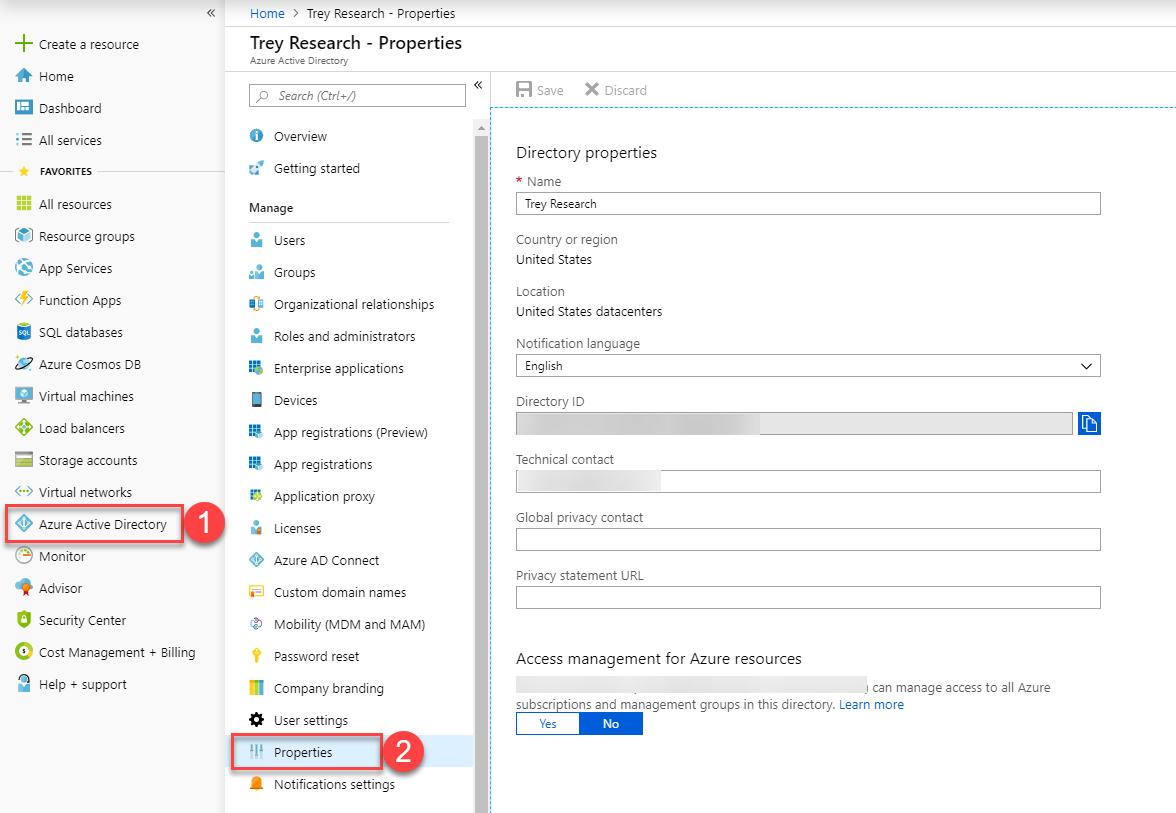 «
Create a resource
Home
Dashboard
All services
FAVORITES
All resources
Resource groups
App Services
Function Apps
SQL databases
Azure Cosmos DB
Virtual machines
Load balancers
Storage accounts
Virtual networks
Azure Active Directory
1
Monitor
Advisor
Security Center
Cost Management + Billing
Help + support
Home > Trey Research - Properties
Trey Research - Properties
Azure Active Directory
Search (Ctrl+/)
«
Overview
Getting started
Manage
Users
Groups
Organizational relationships
Roles and administrators
Enterprise applications
Devices
App registrations (Preview)
App registrations
Application proxy
Licenses
Azure AD Connect
Custom domain names
Mobility (MDM and MAM)
Password reset
Company branding
User settings
Properties
2
Notifications settings
Save Discard
Directory properties
* Name
Trey Research
Country or region
United States
Location
United States datacenters
Notification language
English
Directory ID
Technical contact
Global privacy contact
Privacy statement URL
Access management for Azure resources
) can manage access to all Azure
subscriptions and management groups in this directory. Learn more
Yes No